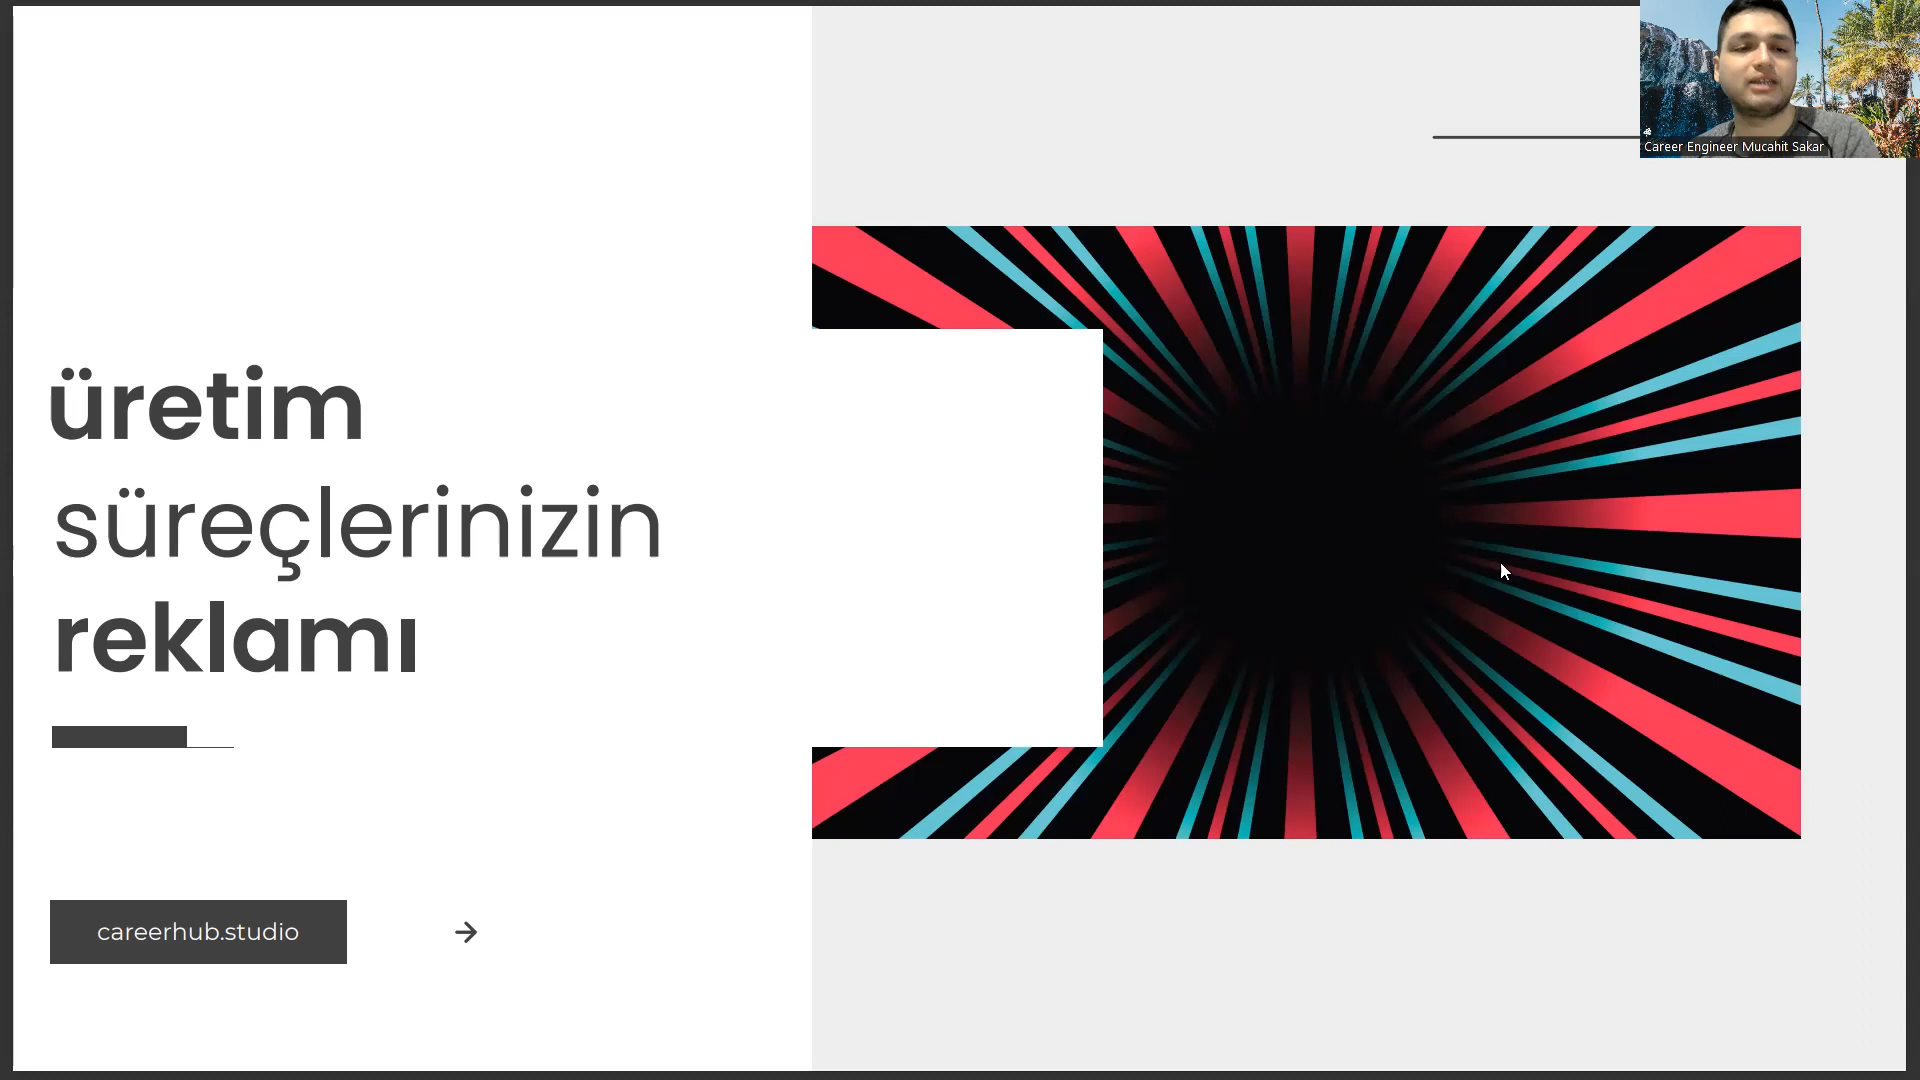 Career Engineer Mucahit Sakar
üretim
süreçlerinizin
reklamı
careerhub.studio